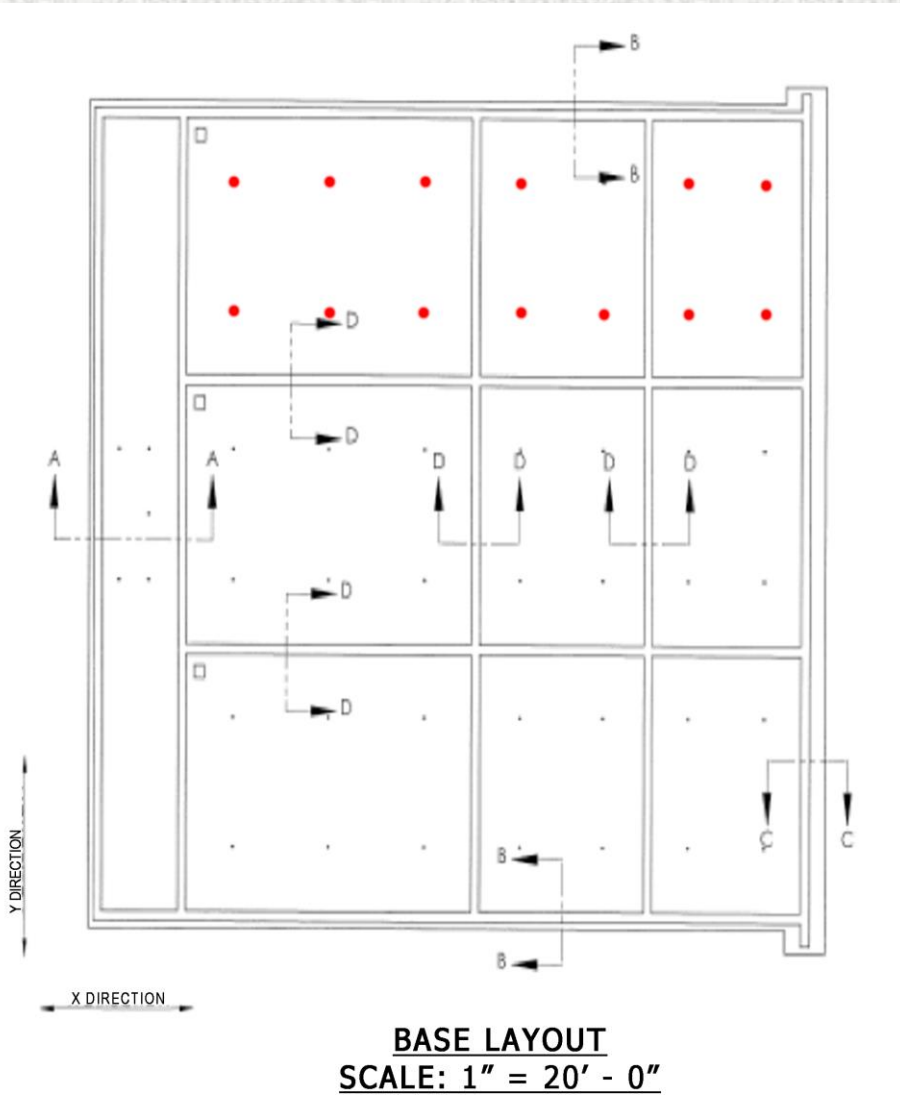 B
B
D
D
A
A
D
D
D
D
D
D
C
C
B
B
Y DIRECTION
X DIRECTION
BASE LAYOUT
SCALE: 1" = 20' - 0"